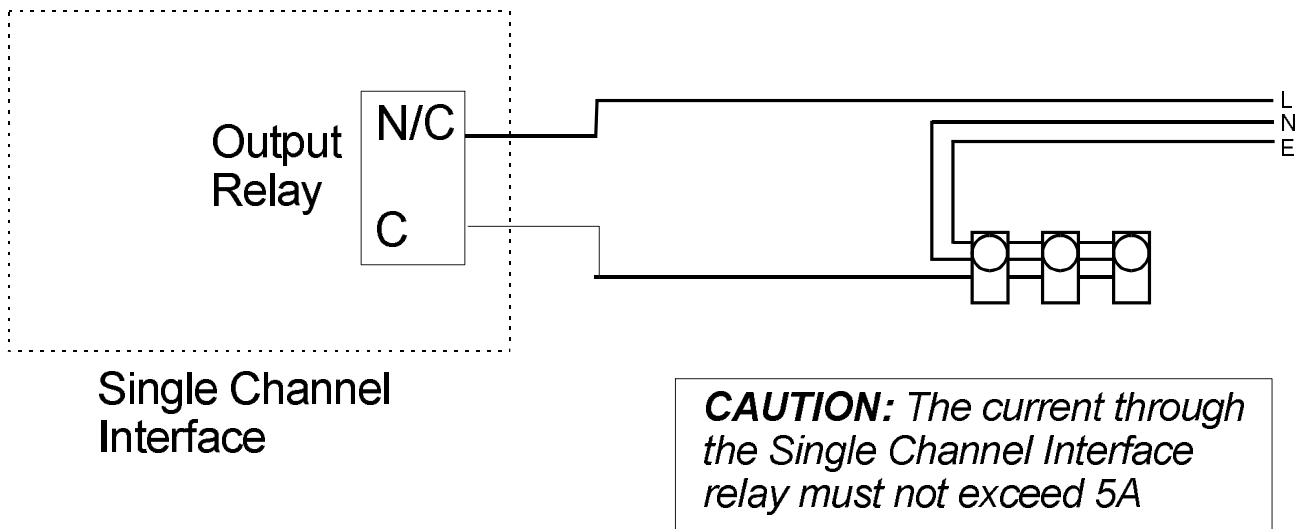 Output
Relay
N/C
C
L
N
E
Single Channel
Interface
CAUTION: The current through
the Single Channel Interface
relay must not exceed 5A